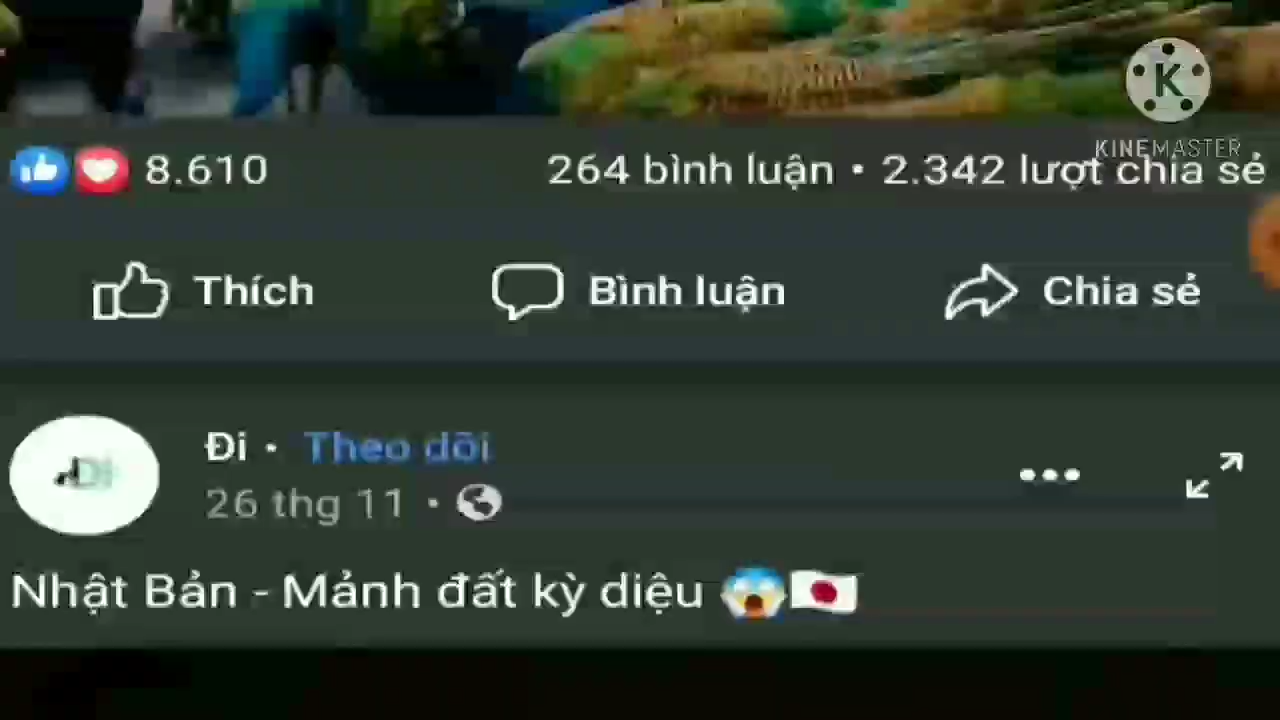 K
KINEMASTER
8.610 264 bình luận • 2.342 lượt chia sẻ
Thích Bình luận Chia sẻ
Đi • Theo dõi
26 thg 11 •
Nhật Bản - Mảnh đất kỳ diệu 😱🇯🇵